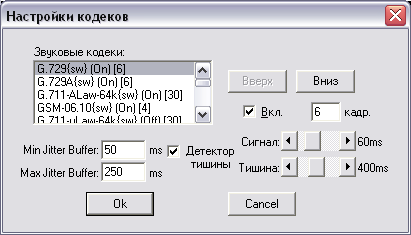 Настройки кодеков
Звуковые кодеки:
G.729{sw} (On) [6]
G.729A{sw} (On) [6]
G.711-ALaw-64k{sw} (On) [30]
GSM-06.10{sw} (On) [4]
G.711-uLaw-64k{sw} (Off) [30]
Вверх
Вниз
Вкл.
6
кадр.
Min Jitter Buffer:
50
ms
Max Jitter Buffer:
250
ms
Детектор
тишины
Сигнал:
60ms
Тишина:
400ms
Ok
Cancel